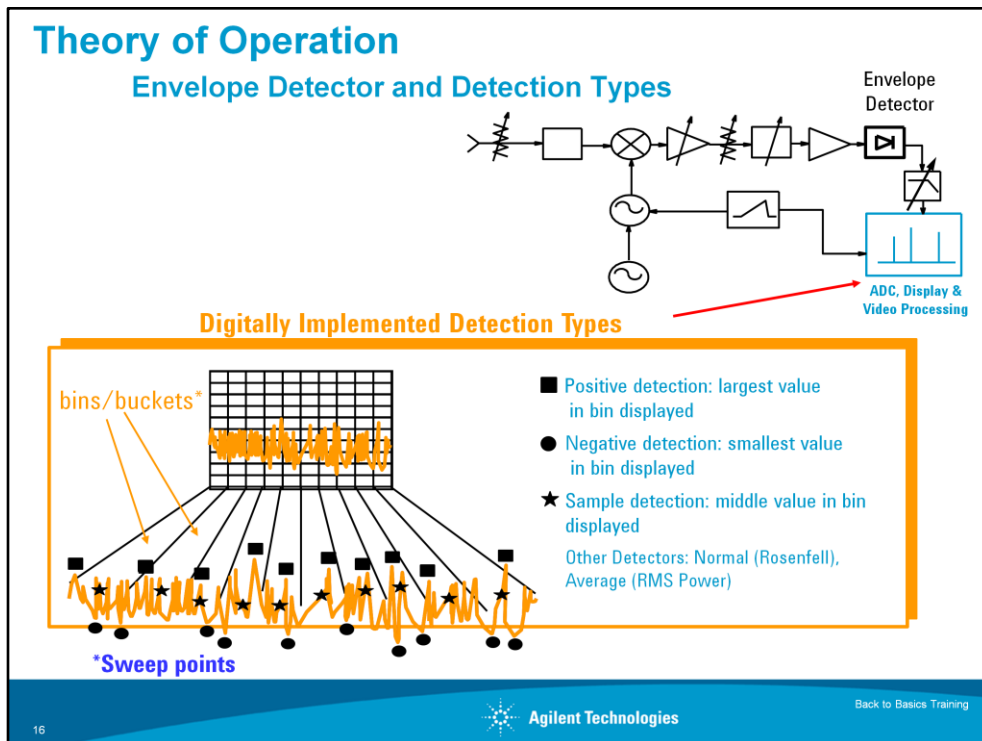 Theory of Operation
Envelope Detector and Detection Types
Envelope
Detector
ADC, Display &
Video Processing
Digitally Implemented Detection Types
bins/buckets*
Positive detection: largest value
in bin displayed
Negative detection: smallest value
in bin displayed
Sample detection: middle value in bin
displayed
Other Detectors: Normal (Rosenfell),
Average (RMS Power)
*Sweep points
16
Agilent Technologies
Back to Basics Training